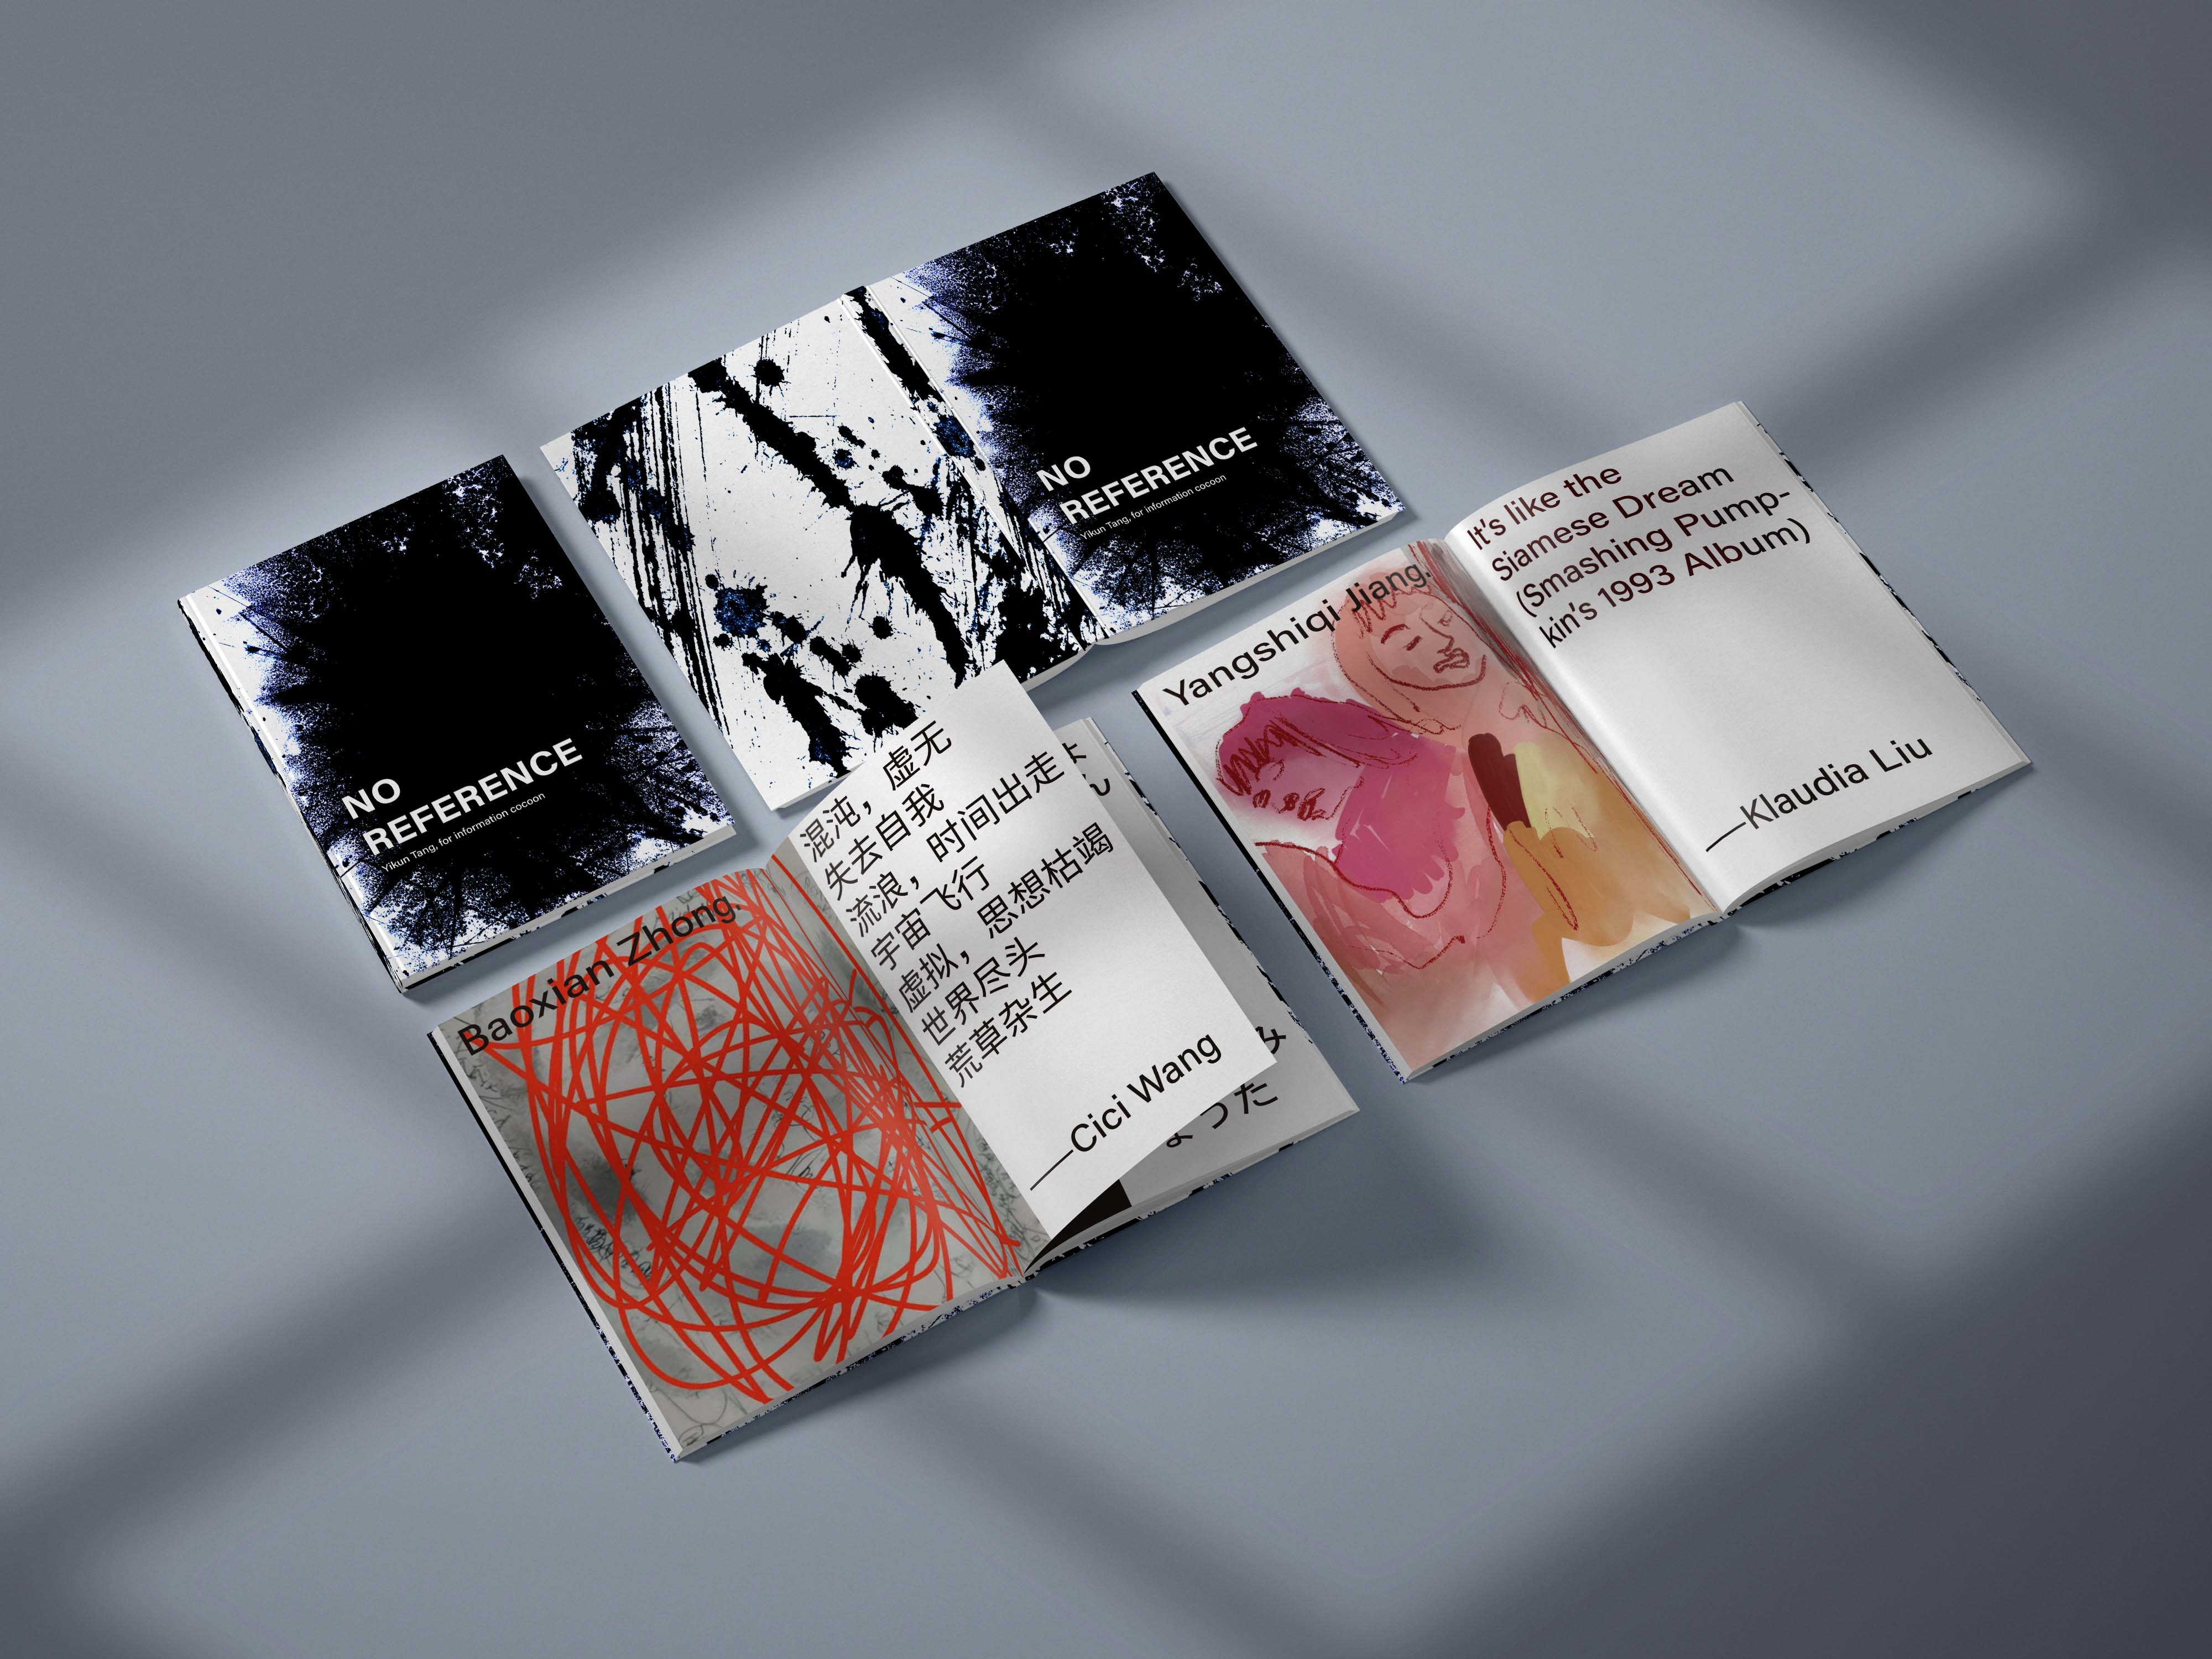 NO
REFERENCE
Yikun Tang, for information cocoon
NO
REFERENCE
Yikun Tang, for information cocoon
Yangshiqi Jiang.
It's like the
Siamese Dream
(Smashing Pump-
kin's 1993 Album)
—Klaudia Liu
Baoxian Zhong.
混沌，虚无
失去自我
流浪，时间出走
宇宙飞行
虚拟，思想枯竭
世界尽头
荒草杂生
—Cici Wang
み
った